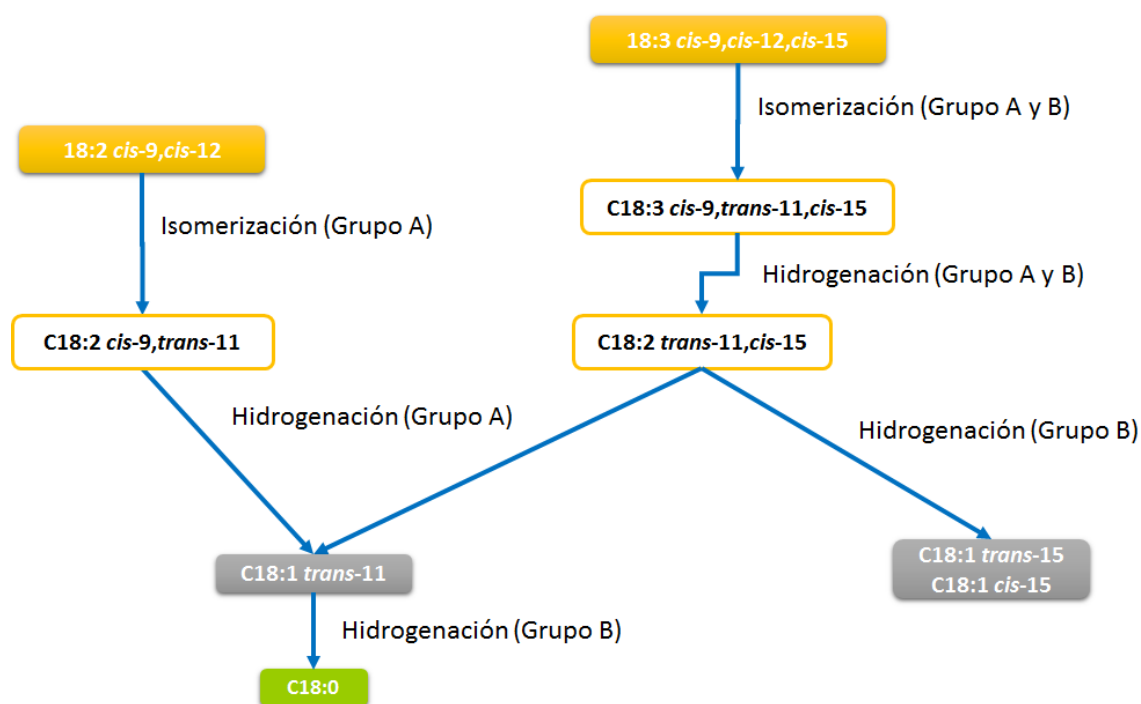 18:3 cis-9,cis-12,cis-15
Isomerización (Grupo A y B)
18:2 cis-9,cis-12
C18:3 cis-9,trans-11,cis-15
Isomerización (Grupo A)
Hidrogenación (Grupo A y B)
C18:2 cis-9,trans-11
C18:2 trans-11,cis-15
Hidrogenación (Grupo A)
Hidrogenación (Grupo B)
C18:1 trans-11
C18:1 trans-15
C18:1 cis-15
Hidrogenación (Grupo B)
C18:0